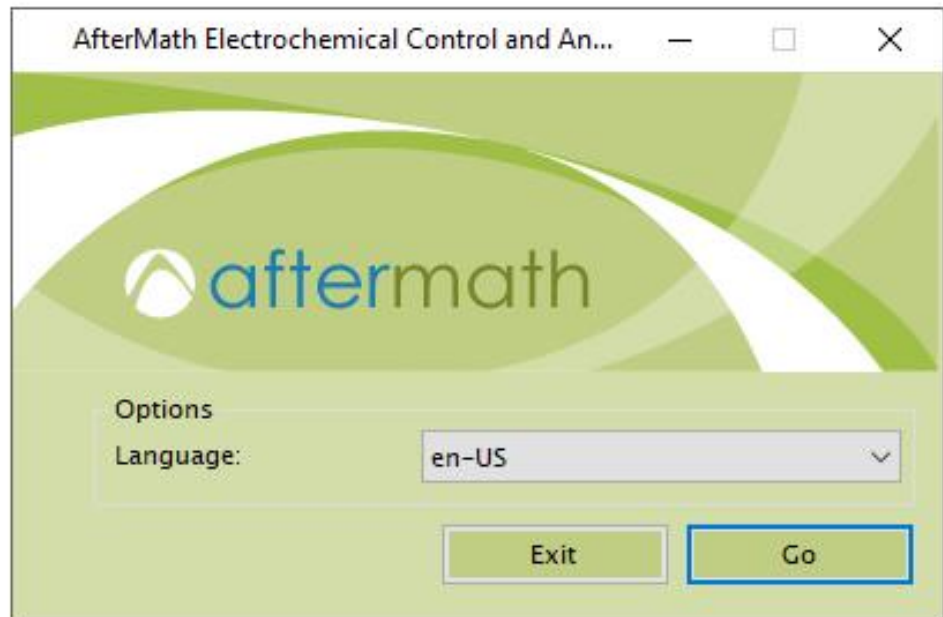 AfterMath Electrochemical Control and An...
aftermath
Options
Language:
en-US
Exit
Go